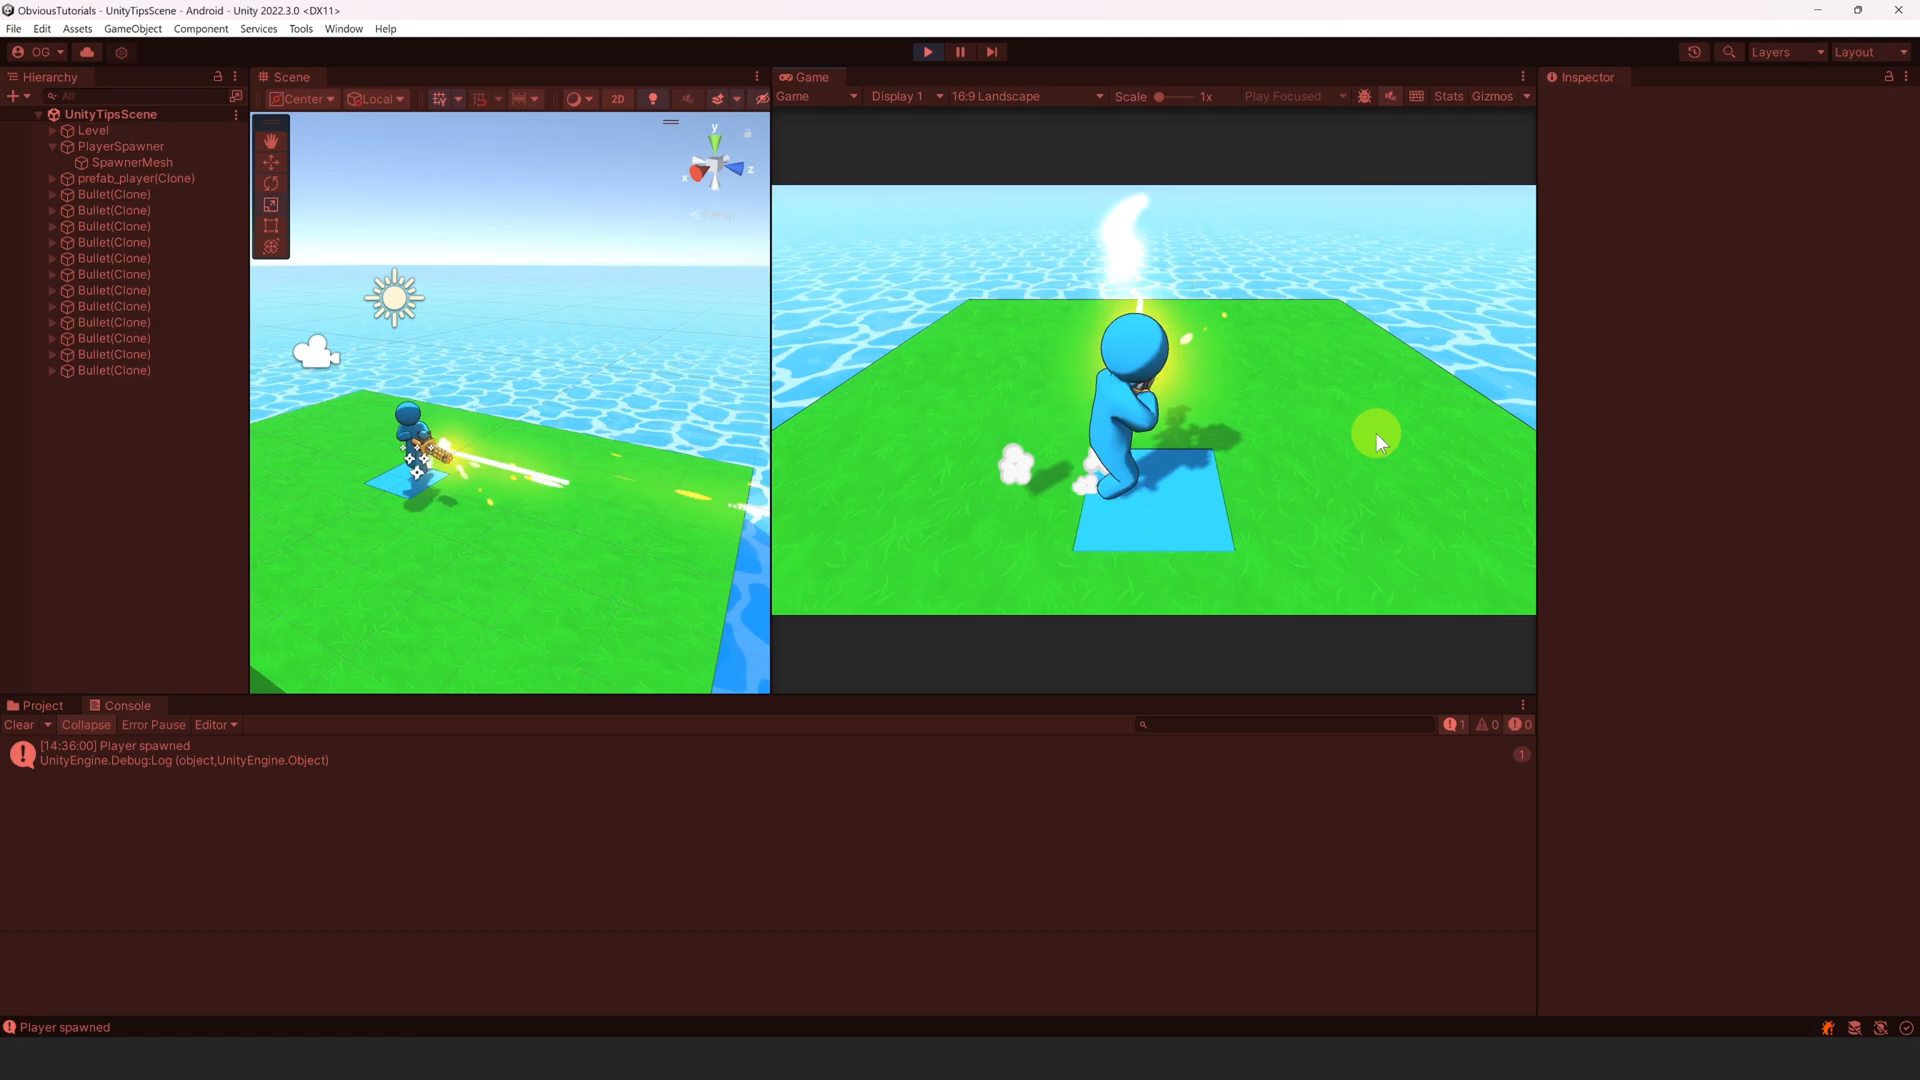 ObviousTutorials - UnityTipsScene - Android - Unity 2022.3.0 <DX11>
File Edit Assets GameObject Component Services Tools Window Help
OG Layers Layout
Hierarchy
All
UnityTipsScene
Level
PlayerSpawner
SpawnerMesh
prefab_player(Clone)
Bullet(Clone)
Bullet(Clone)
Bullet(Clone)
Bullet(Clone)
Bullet(Clone)
Bullet(Clone)
Bullet(Clone)
Bullet(Clone)
Bullet(Clone)
Bullet(Clone)
Bullet(Clone)
Bullet(Clone)
Scene
Center Local 2D
y
x z
Persp
Game
Game Display 1 16:9 Landscape Scale 1x Play Focused Stats Gizmos
Inspector
Project Console
Clear Collapse Error Pause Editor 1 0 0
[14:36:00] Player spawned
UnityEngine.Debug:Log (object,UnityEngine.Object)
1
Player spawned